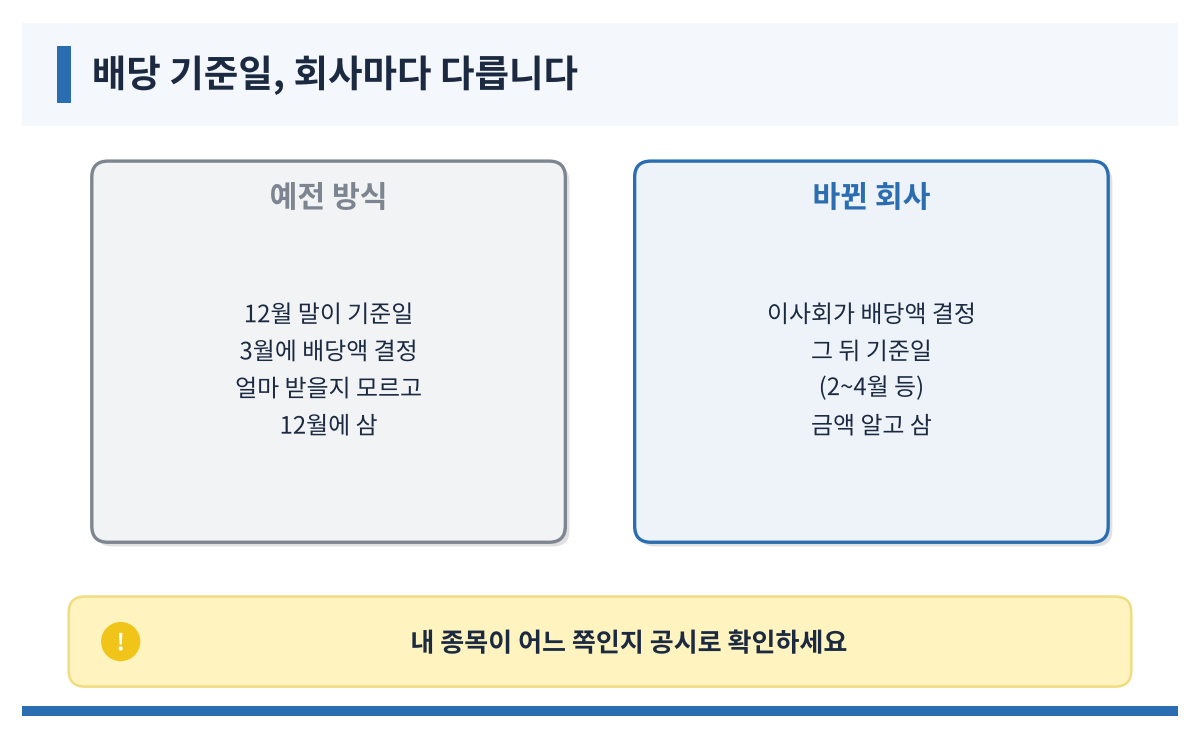 배당 기준일, 회사마다 다릅니다
예전 방식
12월 말이 기준일
3월에 배당액 결정
얼마 받을지 모르고
12월에 삼
바뀐 회사
이사회가 배당액 결정
그 뒤 기준일
(2~4월 등)
금액 알고 삼
!
내 종목이 어느 쪽인지 공시로 확인하세요